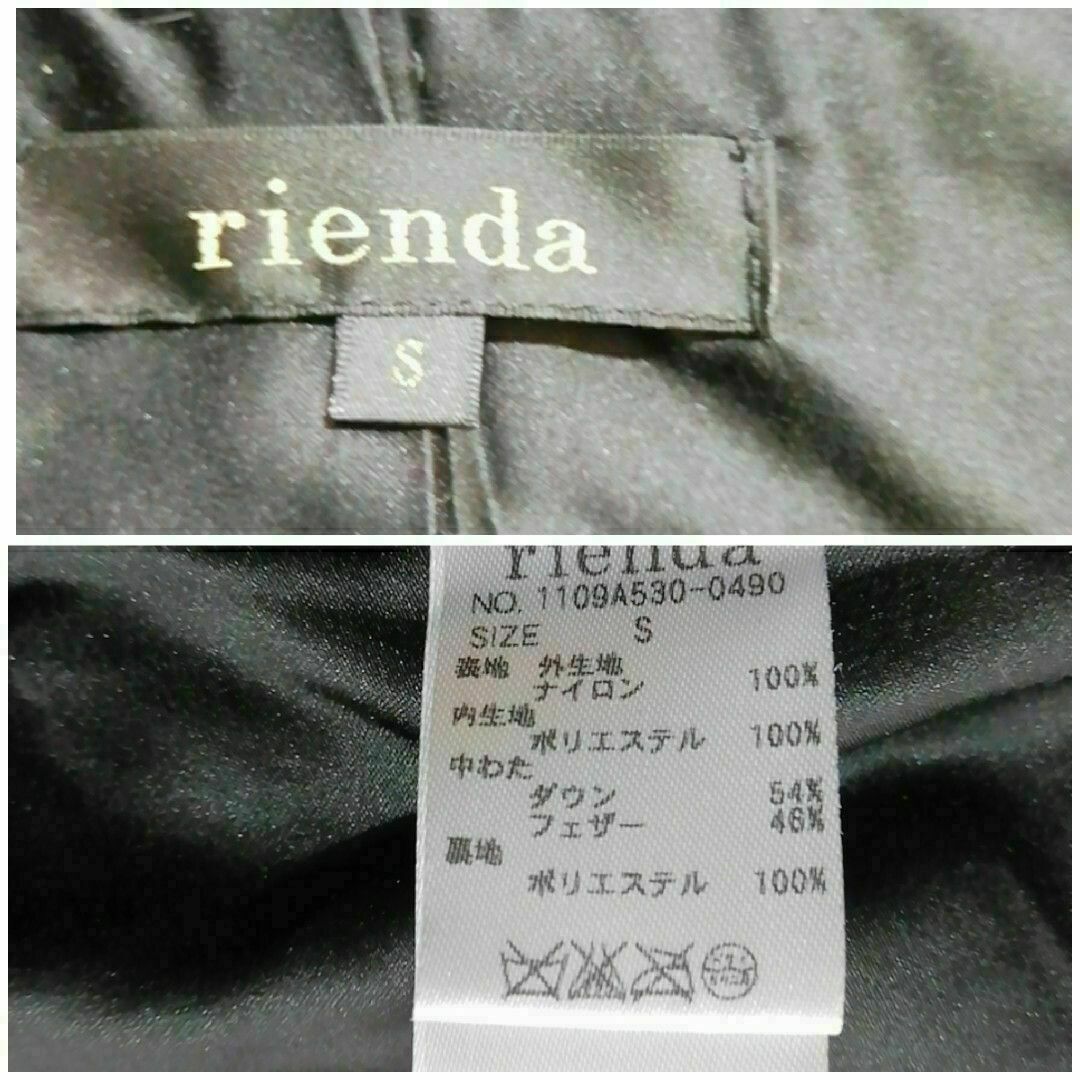 rienda
S
rienda
NO. 1109A530-0490
SIZE S
表地 外生地
ナイロン 100%
内生地
ポリエステル 100%
中わた
ダウン 54%
フェザー 46%
裏地
ポリエステル 100%